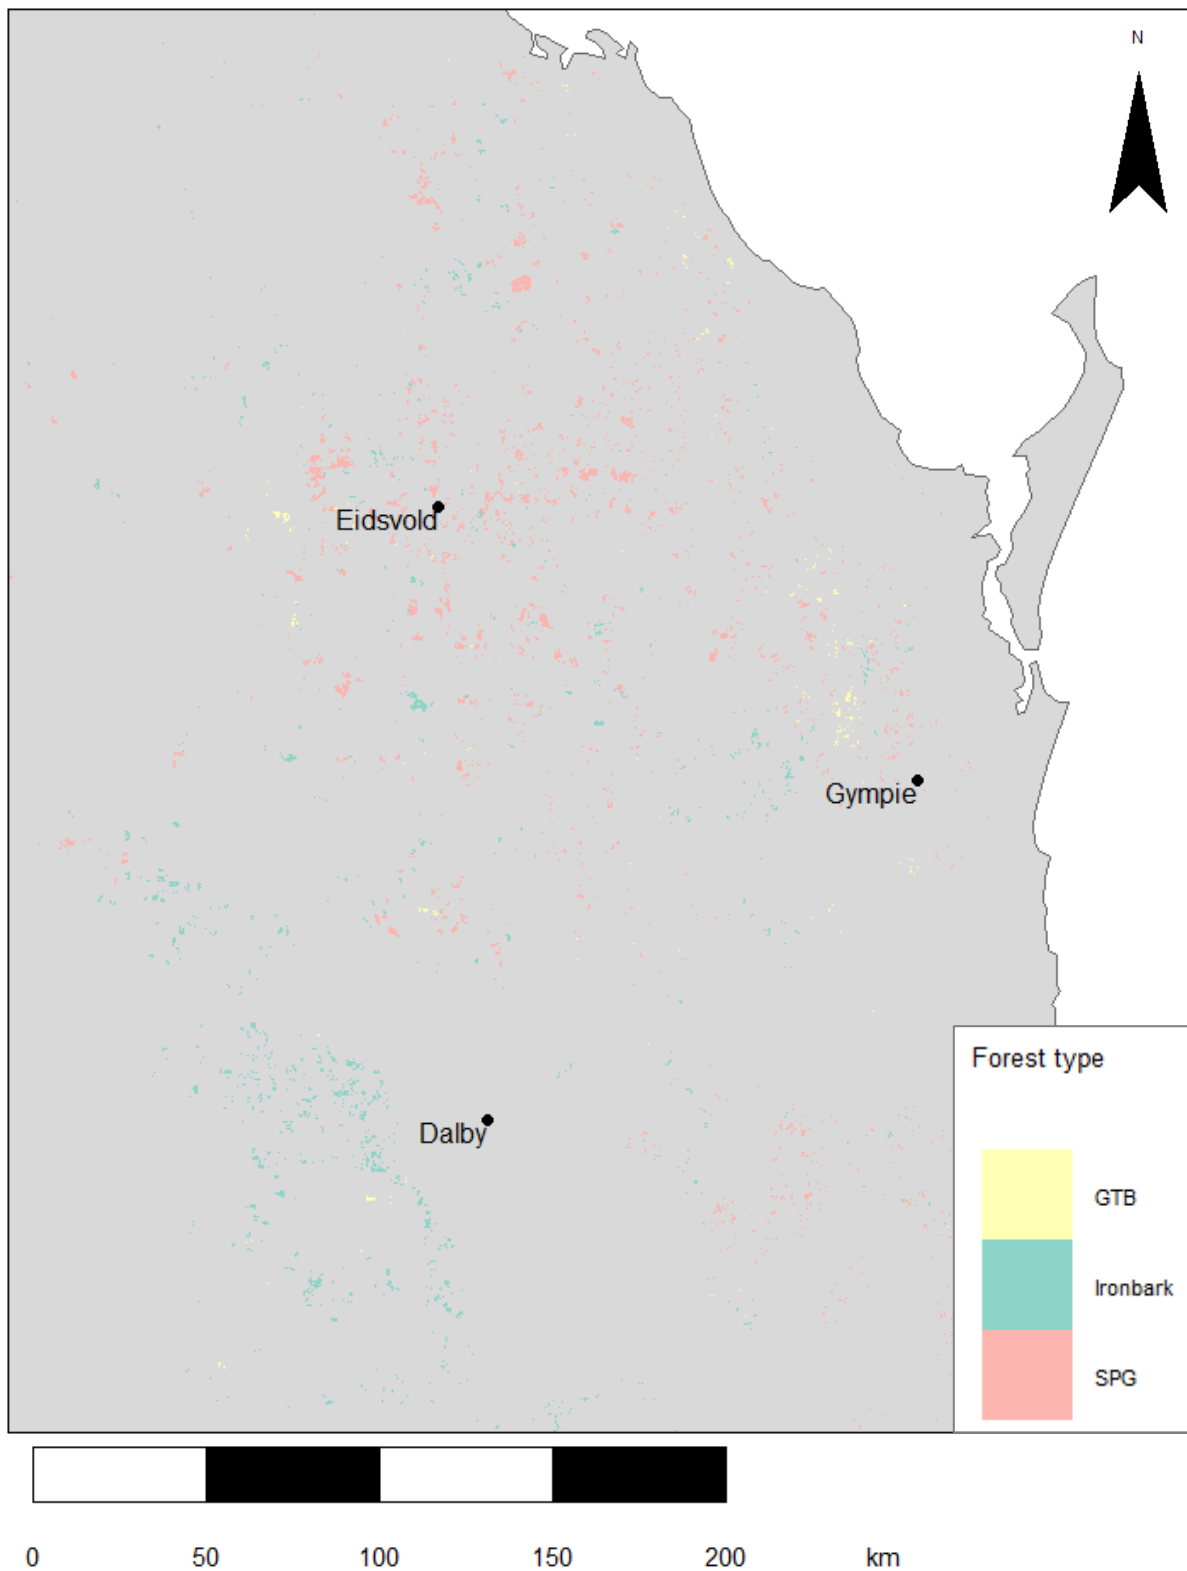 N
Eidsvold
Gympie
Dalby
Forest type
GTB
Ironbark
SPG
0 50 100 150 200 km